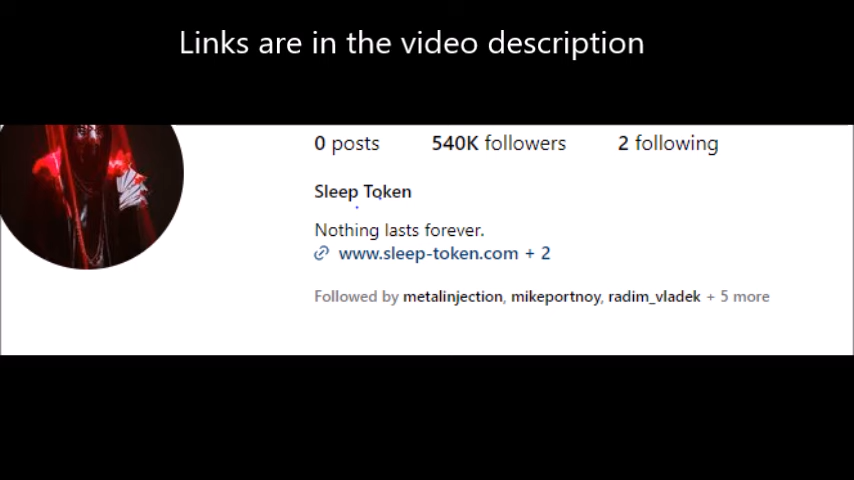 Links are in the video description
0 posts 540K followers 2 following
Sleep Token
Nothing lasts forever.
www.sleep-token.com + 2
Followed by metalinjection, mikeportnoy, radim_vladek + 5 more